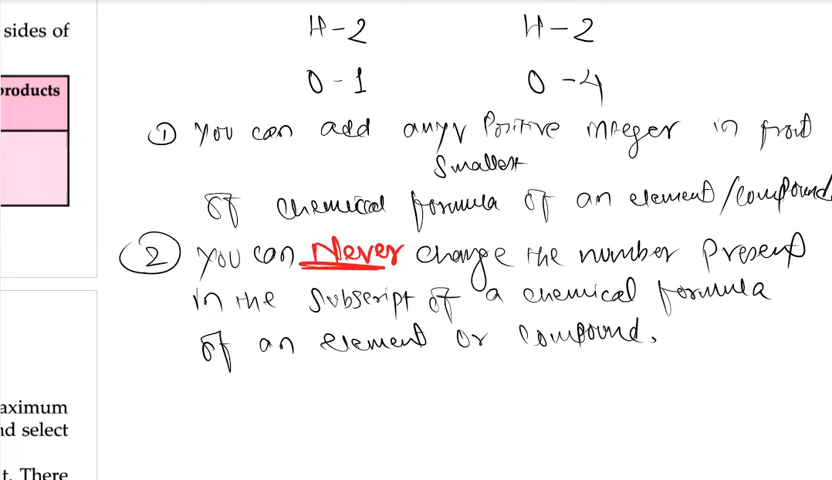 sides of
H-2 H-2
products
O-1 O-4
① You can add any positive integer in front
smallest
of chemical formula of an element/compound
② You can Never change the number present
in the subscript of a chemical formula
of an element or compound.
aximum
nd select
t. There